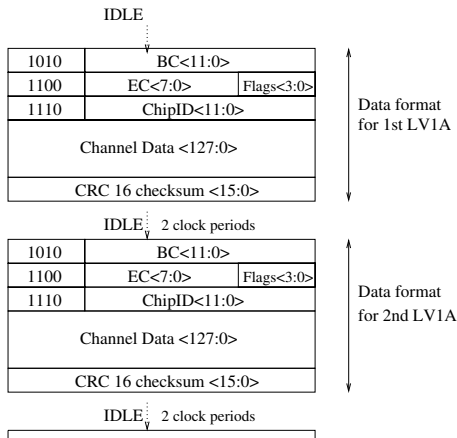 IDLE
1010 BC<11:0>
1100 EC<7:0> Flags<3:0>
1110 ChipID<11:0>
Channel Data <127:0>
CRC 16 checksum <15:0>
Data format
for 1st LV1A
IDLE 2 clock periods
1010 BC<11:0>
1100 EC<7:0> Flags<3:0>
1110 ChipID<11:0>
Channel Data <127:0>
CRC 16 checksum <15:0>
Data format
for 2nd LV1A
IDLE 2 clock periods